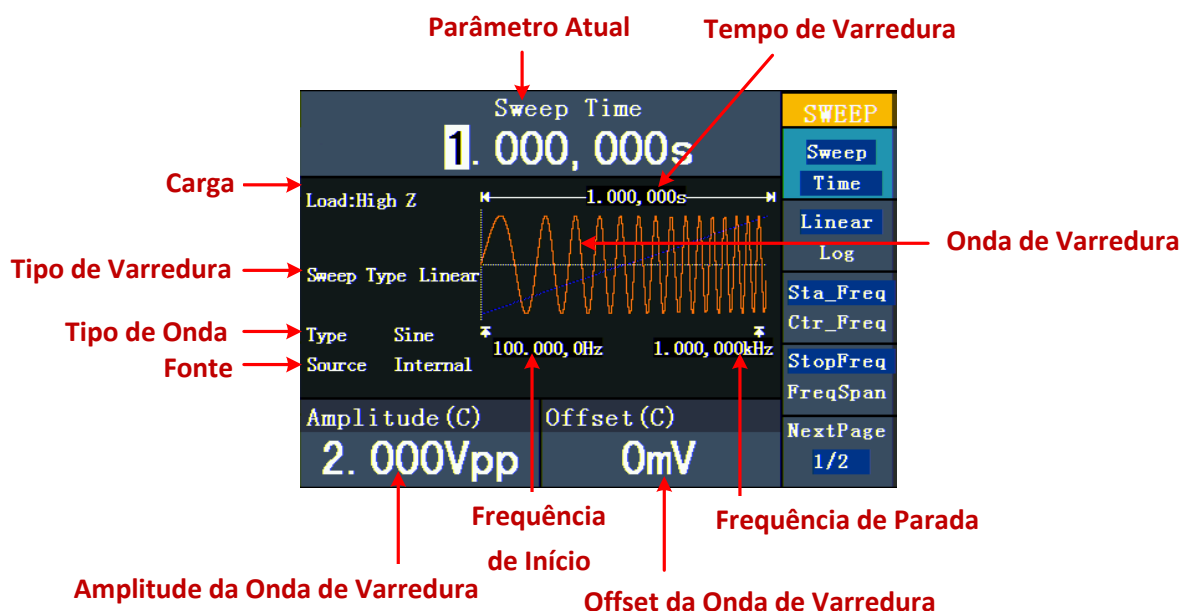 Parâmetro Atual
Tempo de Varredura
Sweep Time
1.000,000s
SWEEP
Sweep
Time
Linear
Log
Sta_Freq
Ctr_Freq
StopFreq
FreqSpan
NextPage
1/2
Carga
Load:High Z
1.000,000s
Onda de Varredura
Tipo de Varredura
Sweep Type Linear
Tipo de Onda
Type Sine
100.000,0Hz 1.000,000kHz
Fonte
Source Internal
Amplitude(C)
2.000Vpp
Offset(C)
0mV
Frequência
de Início
Frequência de Parada
Amplitude da Onda de Varredura
Offset da Onda de Varredura